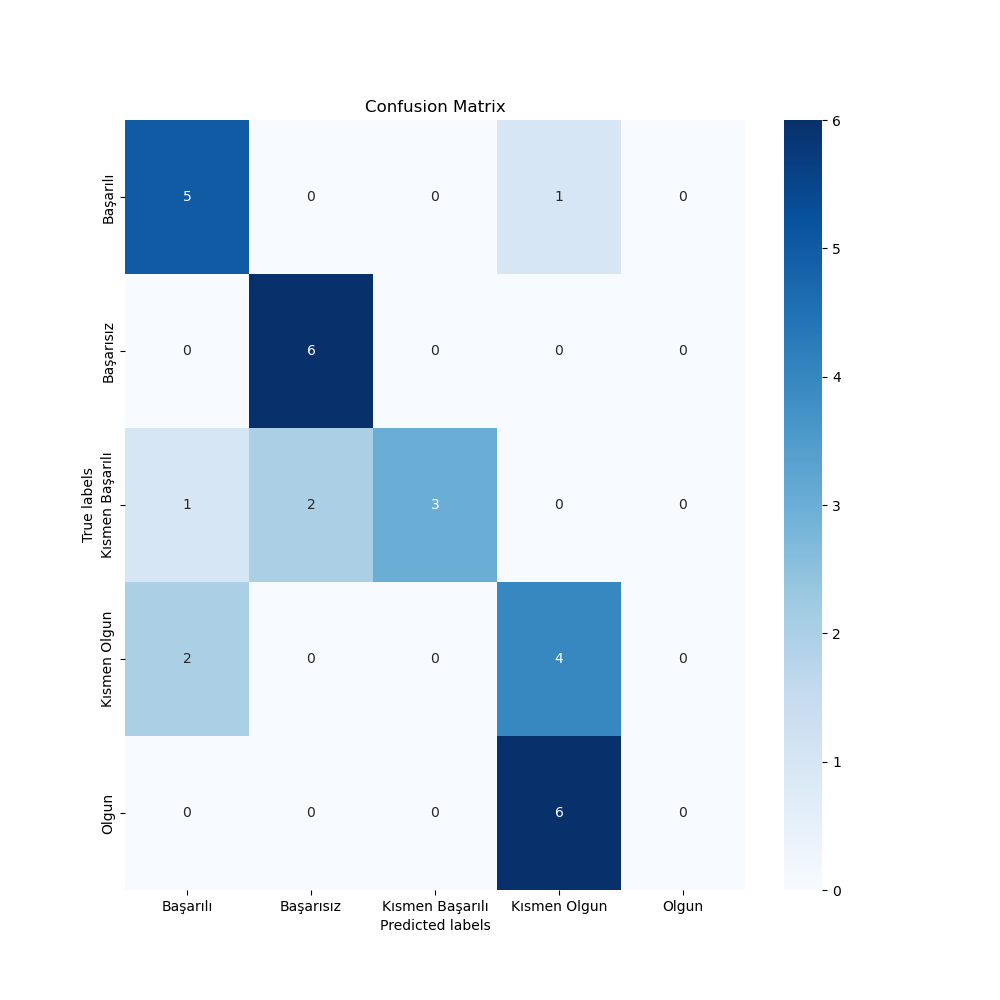 Confusion Matrix
True labels
Başarılı
5 0 0 1 0
Başarısız
0 6 0 0 0
Kısmen Başarılı
1 2 3 0 0
Kısmen Olgun
2 0 0 4 0
Olgun
0 0 0 6 0
Başarılı Başarısız Kısmen Başarılı Kısmen Olgun Olgun
Predicted labels
6
5
4
3
2
1
0